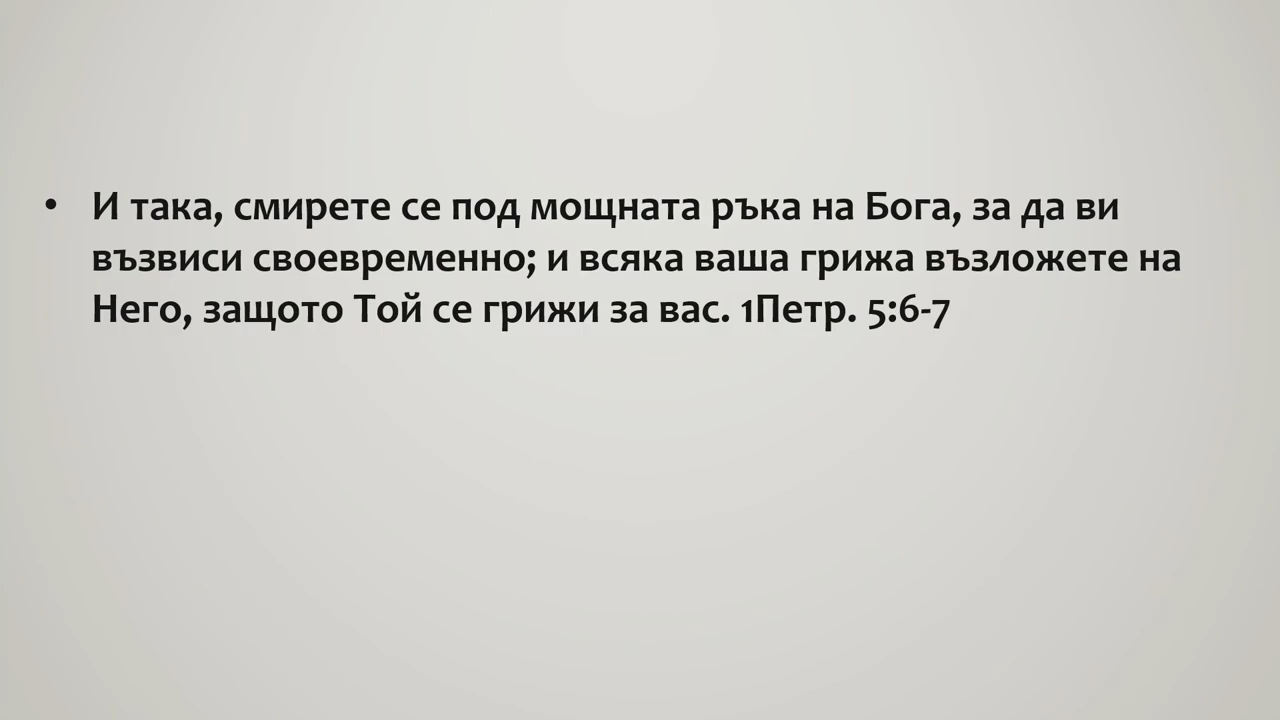 • И така, смирете се под мощната ръка на Бога, за да ви
възвиси своевременно; и всяка ваша грижа възложете на
Него, защото Той се грижи за вас. 1Петр. 5:6-7